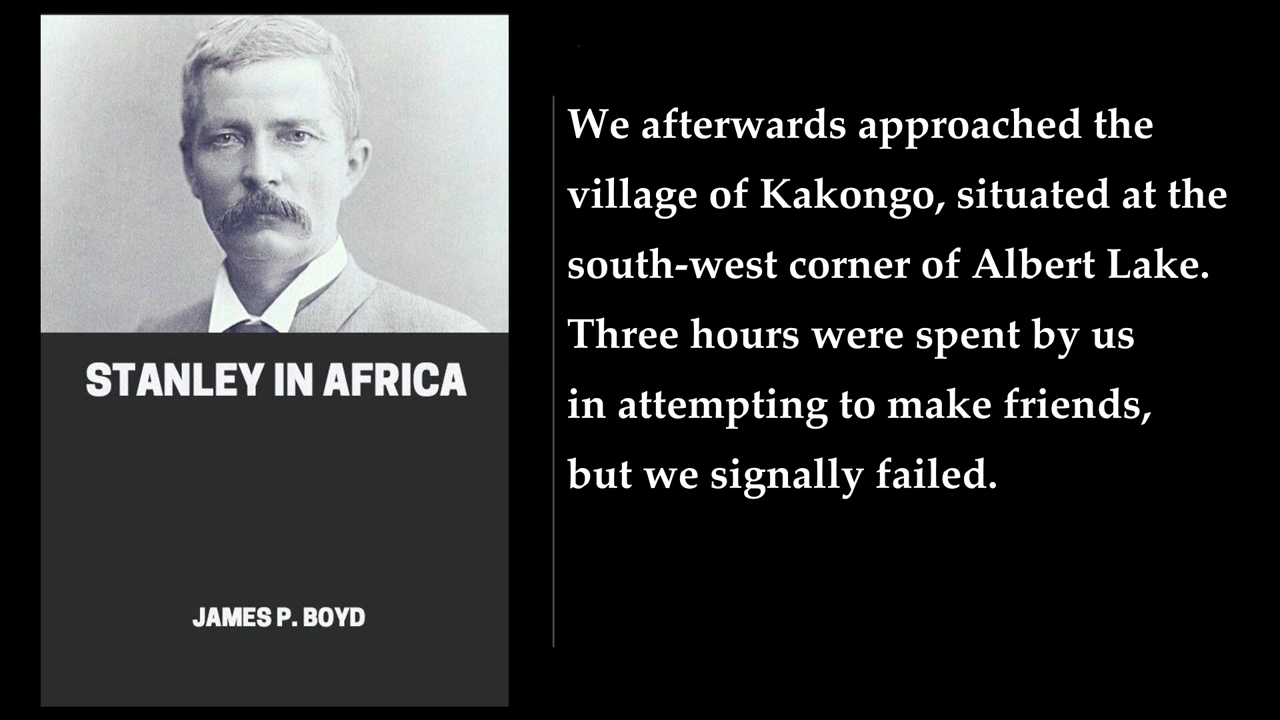 STANLEY IN AFRICA
JAMES P. BOYD
We afterwards approached the
village of Kakongo, situated at the
south-west corner of Albert Lake.
Three hours were spent by us
in attempting to make friends,
but we signally failed.